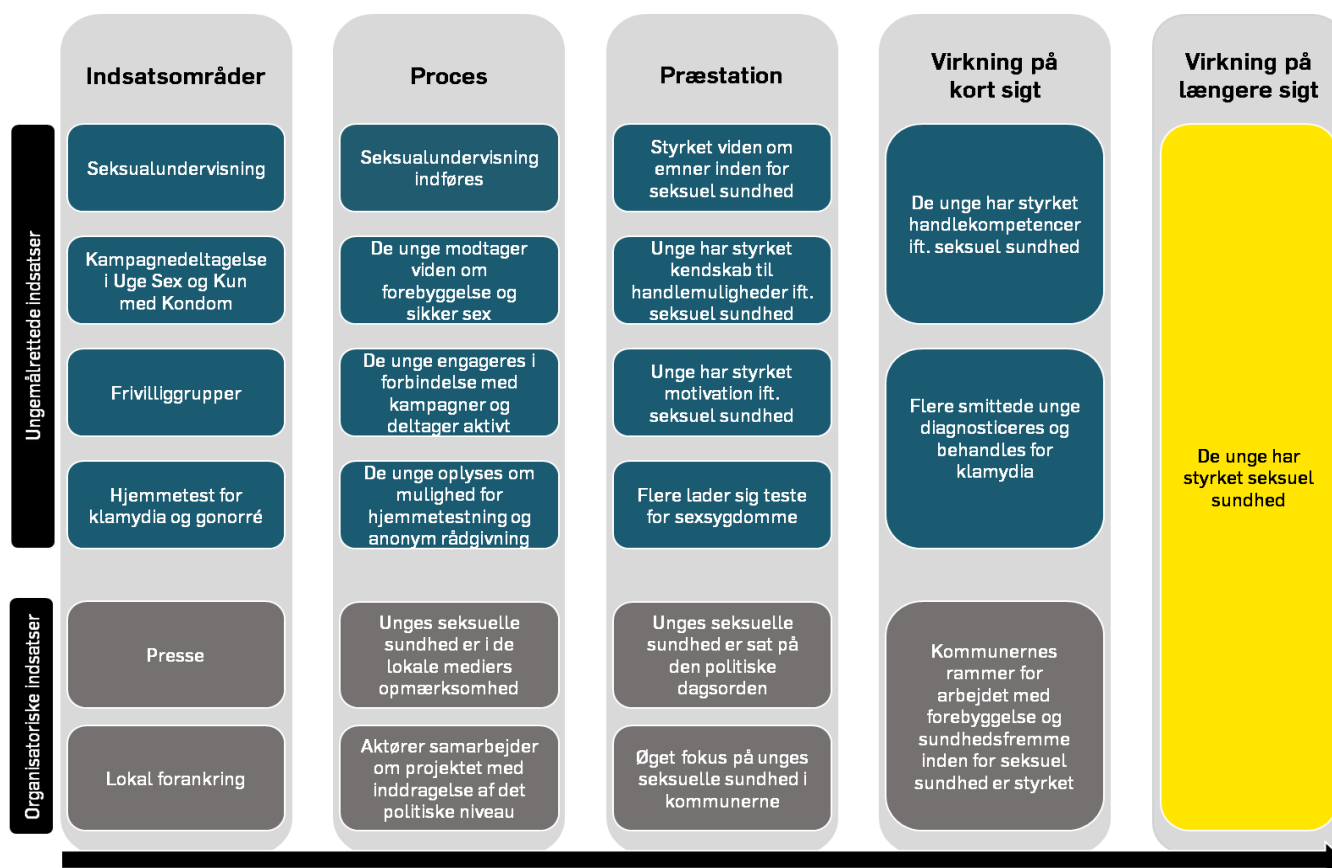 Indsatsområder
Proces
Præstation
Virkning på
kort sigt
Virkning på
længere sigt
Ungemålrettede indsatser
Seksualundervisning
Seksualundervisning
indføres
Styrket viden om
emner inden for
seksuel sundhed
De unge har styrket
handlekompetencer
ift. seksuel sundhed
Kampagnedeltagelse
i Uge Sex og Kun
med Kondom
De unge modtager
viden om
forebyggelse og
sikker sex
Unge har styrket
kendskab til
handlemuligheder ift.
seksuel sundhed
Frivilliggrupper
De unge engageres i
forbindelse med
kampagner og
deltager aktivt
Unge har styrket
motivation ift.
seksuel sundhed
Flere smittede unge
diagnosticeres og
behandles for
klamydia
Hjemmetest for
klamydia og gonorré
De unge oplyses om
mulighed for
hjemmetestning og
anonym rådgivning
Flere lader sig teste
for sexsygdomme
De unge har
styrket seksuel
sundhed
Organisatoriske indsatser
Presse
Unges seksuelle
sundhed er i de
lokale mediers
opmærksomhed
Unges seksuelle
sundhed er sat på
den politiske
dagsorden
Kommunernes
rammer for
arbejdet med
forebyggelse og
sundhedsfremme
inden for seksuel
sundhed er styrket
Lokal forankring
Aktører samarbejder
om projektet med
inddragelse af det
politiske niveau
Øget fokus på unges
seksuelle sundhed i
kommunerne